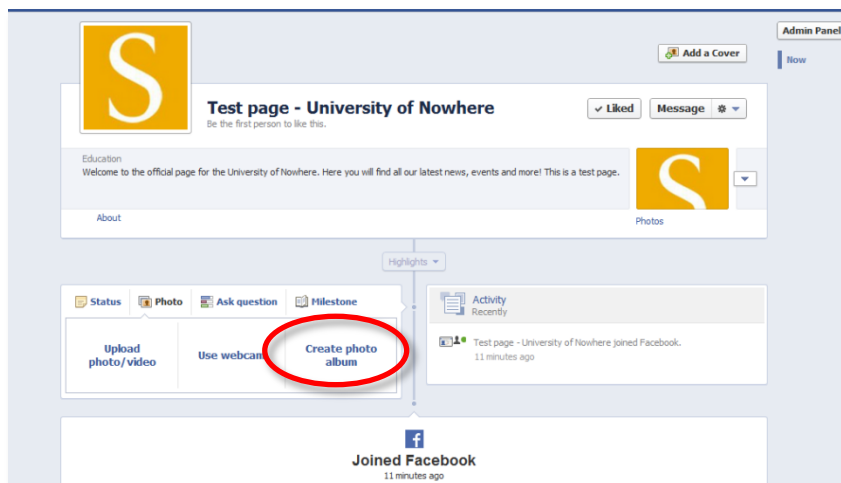 S
Admin Panel
Add a Cover
Now
Test page - University of Nowhere
Be the first person to like this.
Liked
Message
Education
Welcome to the official page for the University of Nowhere. Here you will find all our latest news, events and more! This is a test page.
S
About
Photos
Highlights
Status Photo Ask question Milestone
Upload photo/video
Use webcam
Create photo album
Activity
Recently
Test page - University of Nowhere joined Facebook.
11 minutes ago
f
Joined Facebook
11 minutes ago